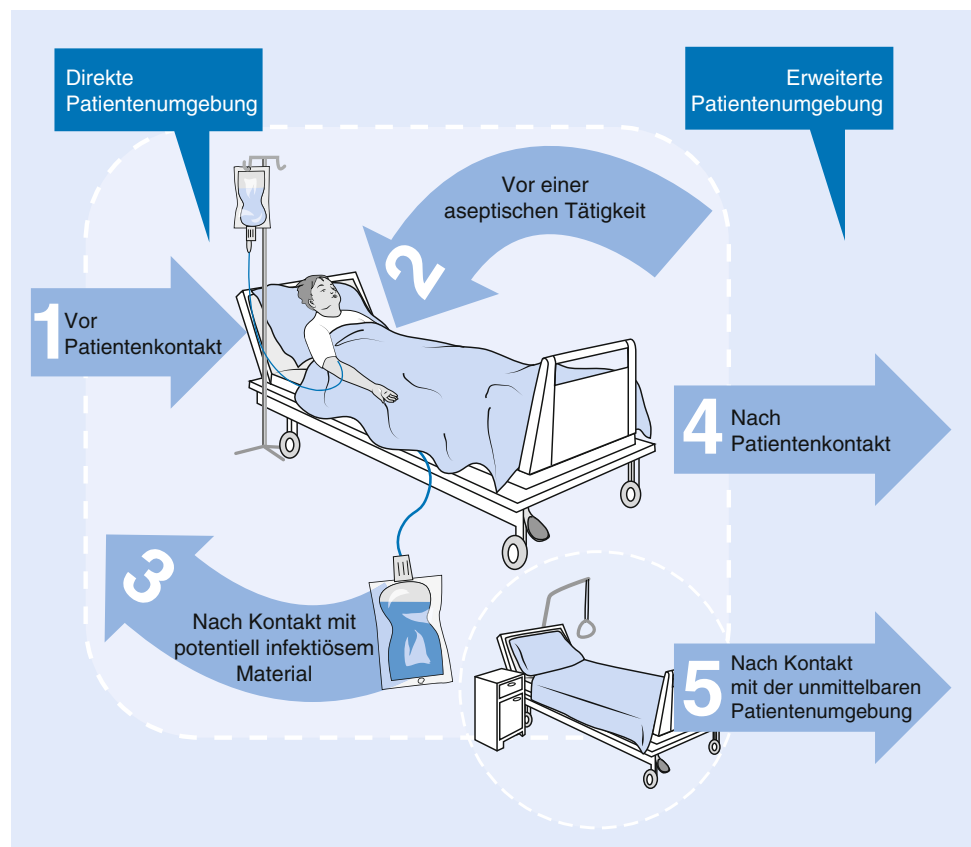 Direkte
Patientenumgebung
Erweiterte
Patientenumgebung
Vor einer
aseptischen Tätigkeit
2
1
Vor
Patientenkontakt
4
Nach
Patientenkontakt
3
Nach Kontakt mit
potentiell infektiösem
Material
5
Nach Kontakt
mit der unmittelbaren
Patientenumgebung